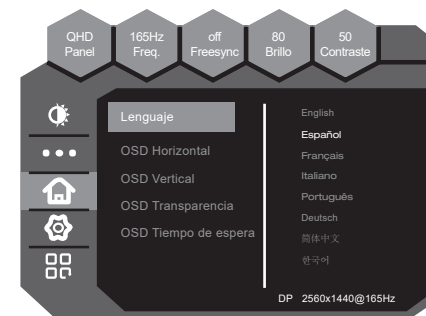 QHD
Panel
165Hz
Freq.
off
Freesync
80
Brillo
50
Contraste
Lenguaje
OSD Horizontal
OSD Vertical
OSD Transparencia
OSD Tiempo de espera
English
Español
Français
Italiano
Português
Deutsch
简体中文
한국어
DP 2560x1440@165Hz